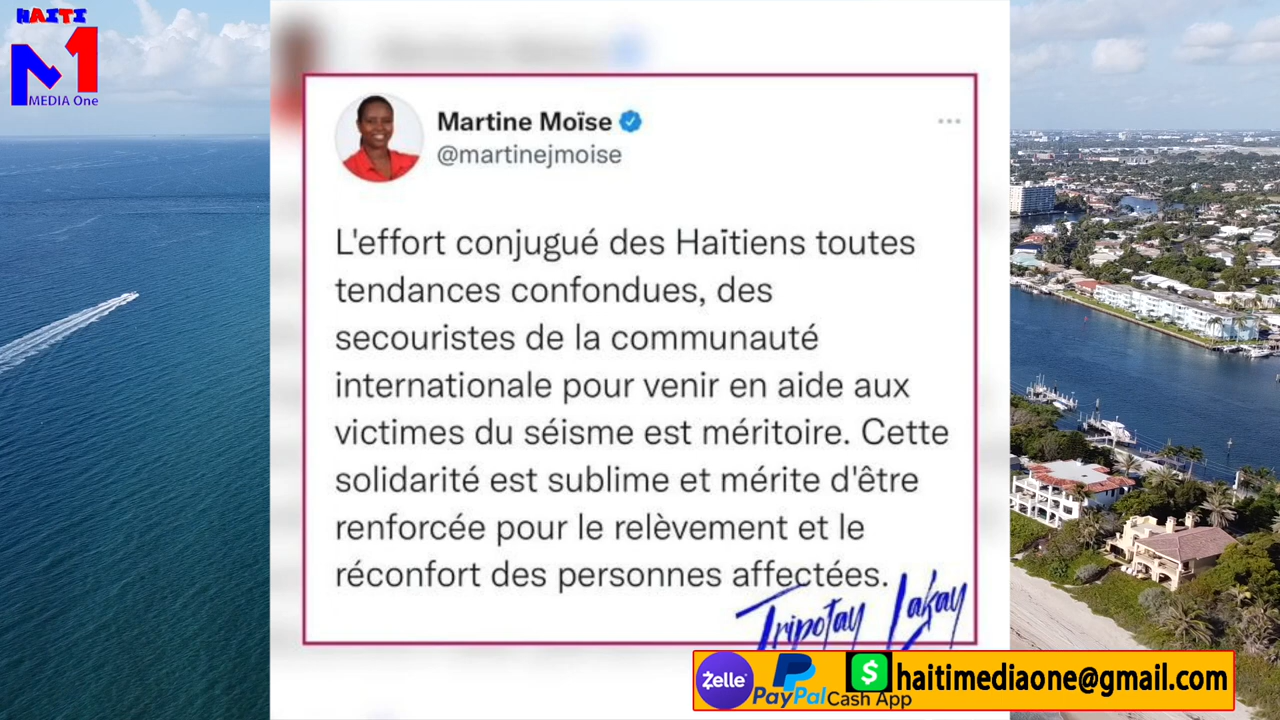 HAITI
M1
MEDIA One
Martine Moïse
@martinejmoise
L'effort conjugué des Haïtiens toutes
tendances confondues, des
secouristes de la communauté
internationale pour venir en aide aux
victimes du séisme est méritoire. Cette
solidarité est sublime et mérite d'être
renforcée pour le relèvement et le
réconfort des personnes affectées.
Tripotay Lakay
Zelle
PayPal
$
Cash App
haitimediaone@gmail.com